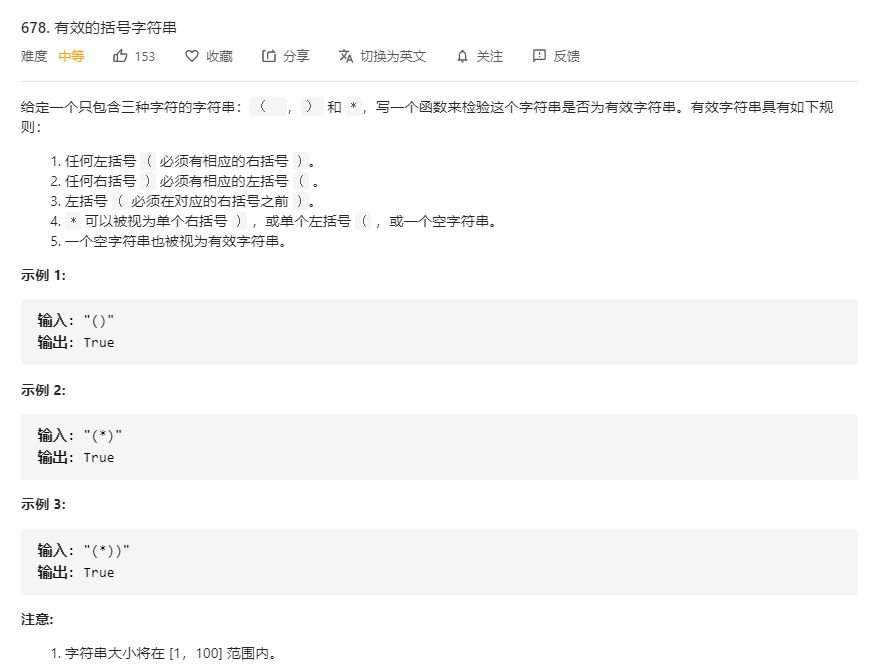 678. 有效的括号字符串
难度 中等 153 收藏 分享 切换为英文 关注 反馈
给定一个只包含三种字符的字符串：（ ，） 和 *，写一个函数来检验这个字符串是否为有效字符串。有效字符串具有如下规
则：
1. 任何左括号 ( 必须有相应的右括号 )。
2. 任何右括号 ) 必须有相应的左括号 ( 。
3. 左括号 ( 必须在对应的右括号之前 )。
4. * 可以被视为单个右括号 ) ，或单个左括号 ( ，或一个空字符串。
5. 一个空字符串也被视为有效字符串。
示例 1:
输入: "()"
输出: True
示例 2:
输入: "(*)"
输出: True
示例 3:
输入: "(*))"
输出: True
注意:
1. 字符串大小将在 [1，100] 范围内。